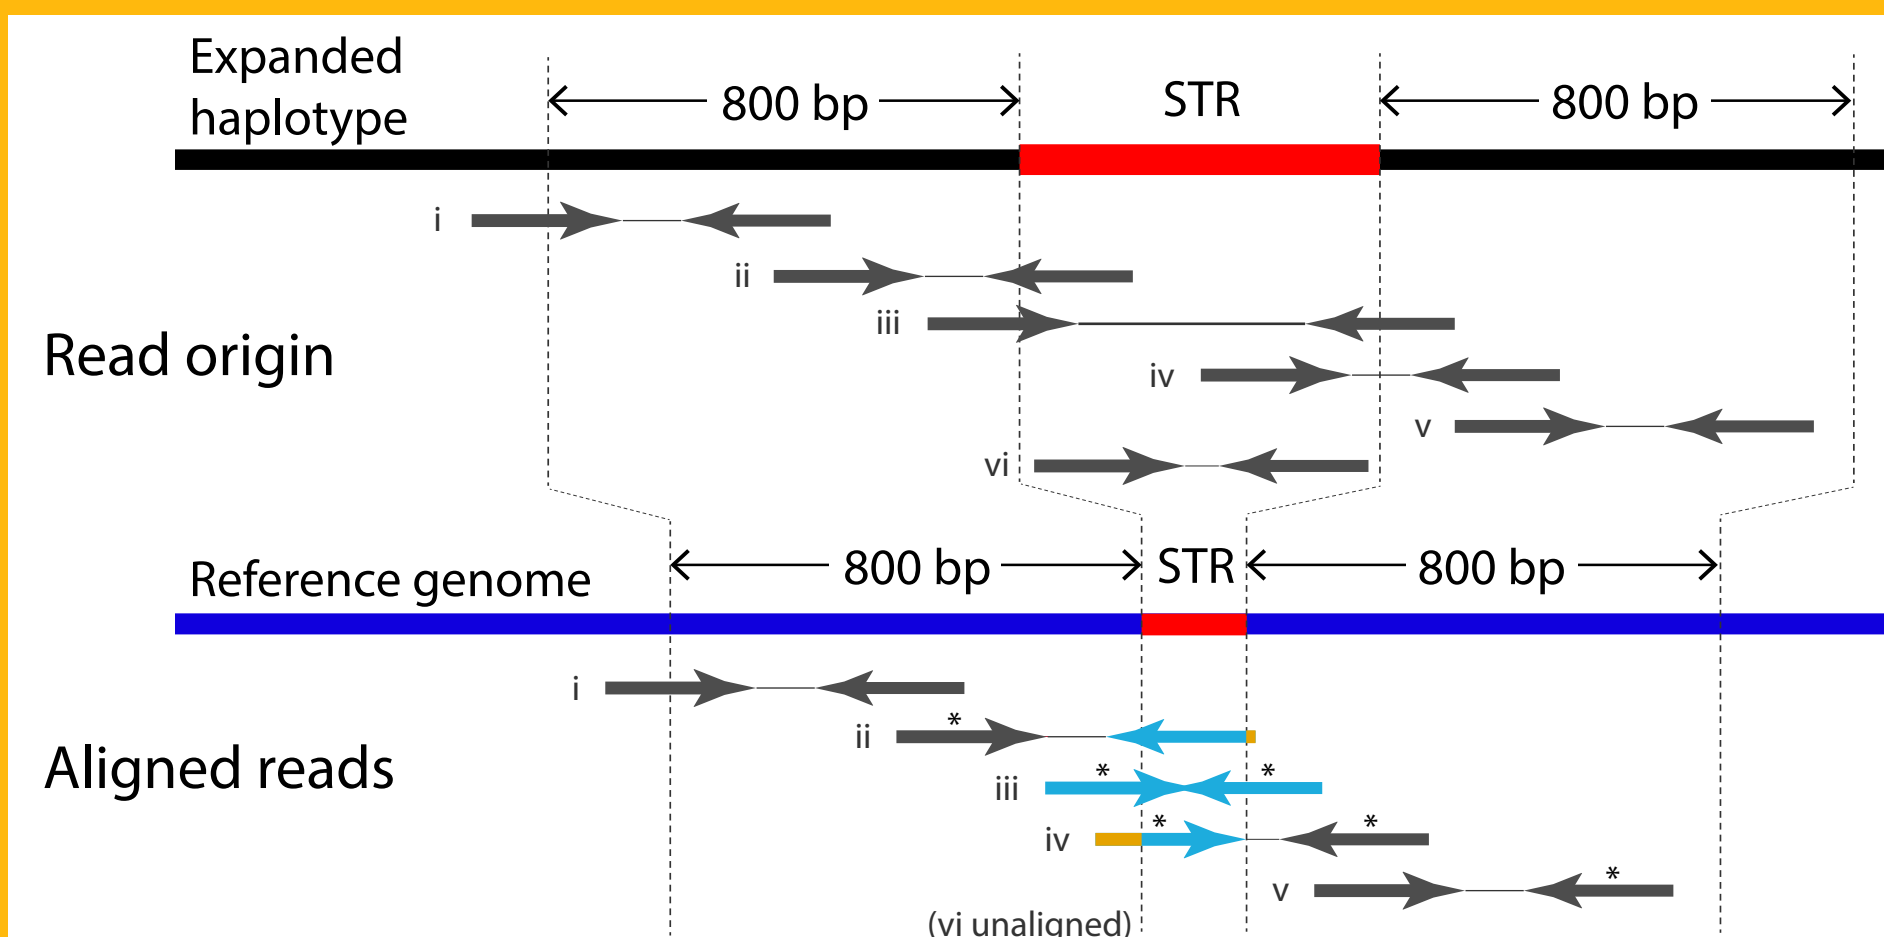 Expanded
haplotype
800 bp
STR
800 bp
i
ii
iii
iv
v
vi
Read origin
Reference genome
800 bp
STR
800 bp
i
*
ii
* *
iii
* *
iv
*
v
Aligned reads
(vi unaligned)